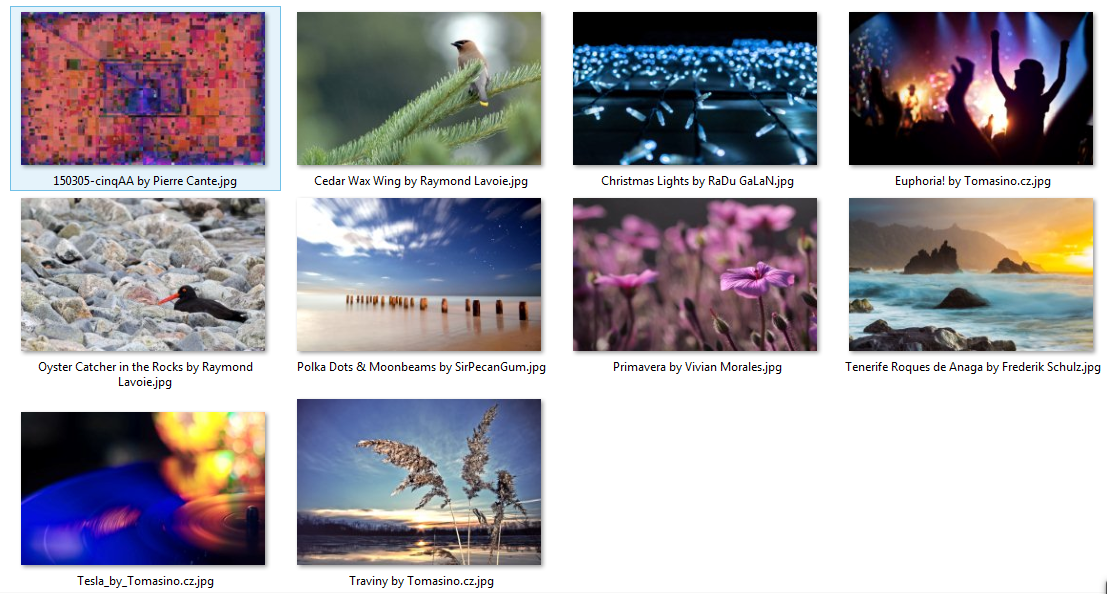 150305-cinqAA by Pierre Cante.jpg
Cedar Wax Wing by Raymond Lavoie.jpg
Christmas Lights by RaDu GaLaN.jpg
Euphoria! by Tomasino.cz.jpg
Oyster Catcher in the Rocks by Raymond
Lavoie.jpg
Polka Dots & Moonbeams by SirPecanGum.jpg
Primavera by Vivian Morales.jpg
Tenerife Roques de Anaga by Frederik Schulz.jpg
Tesla_by_Tomasino.cz.jpg
Traviny by Tomasino.cz.jpg